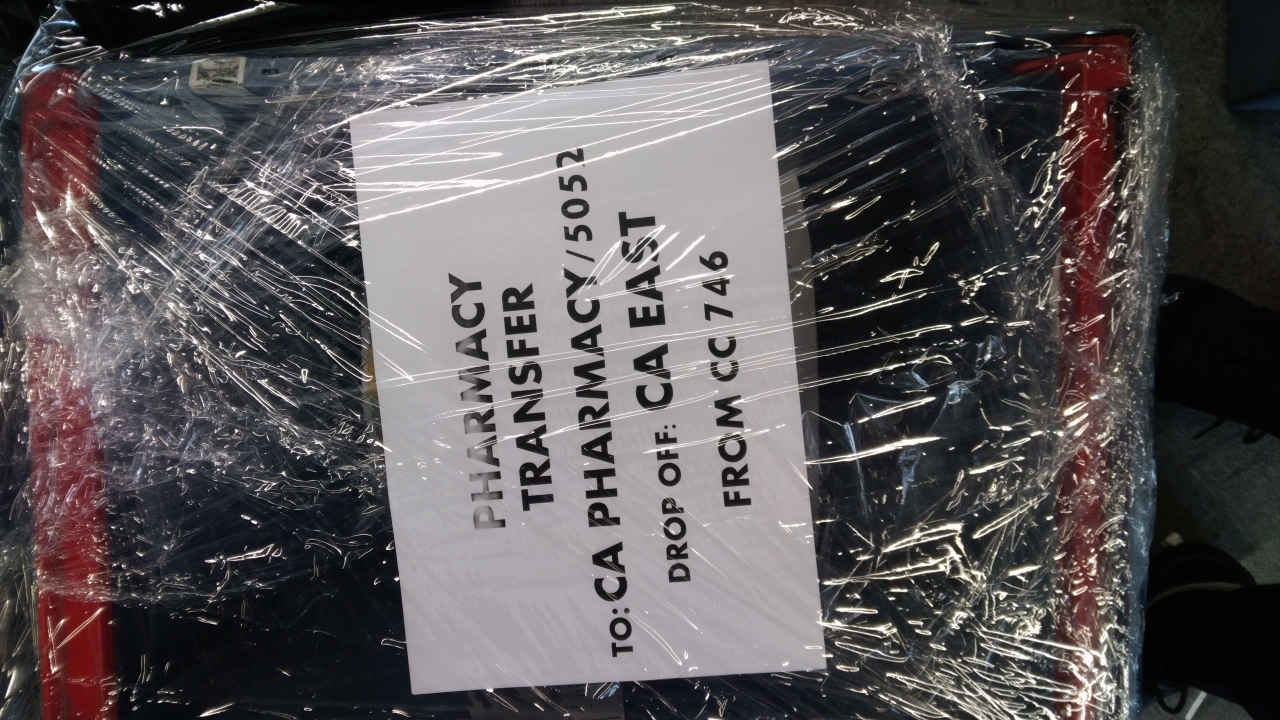 PHARMACY
TRANSFER
TO: CA PHARMACY/5052
DROP OFF: CA EAST
FROM CC 746